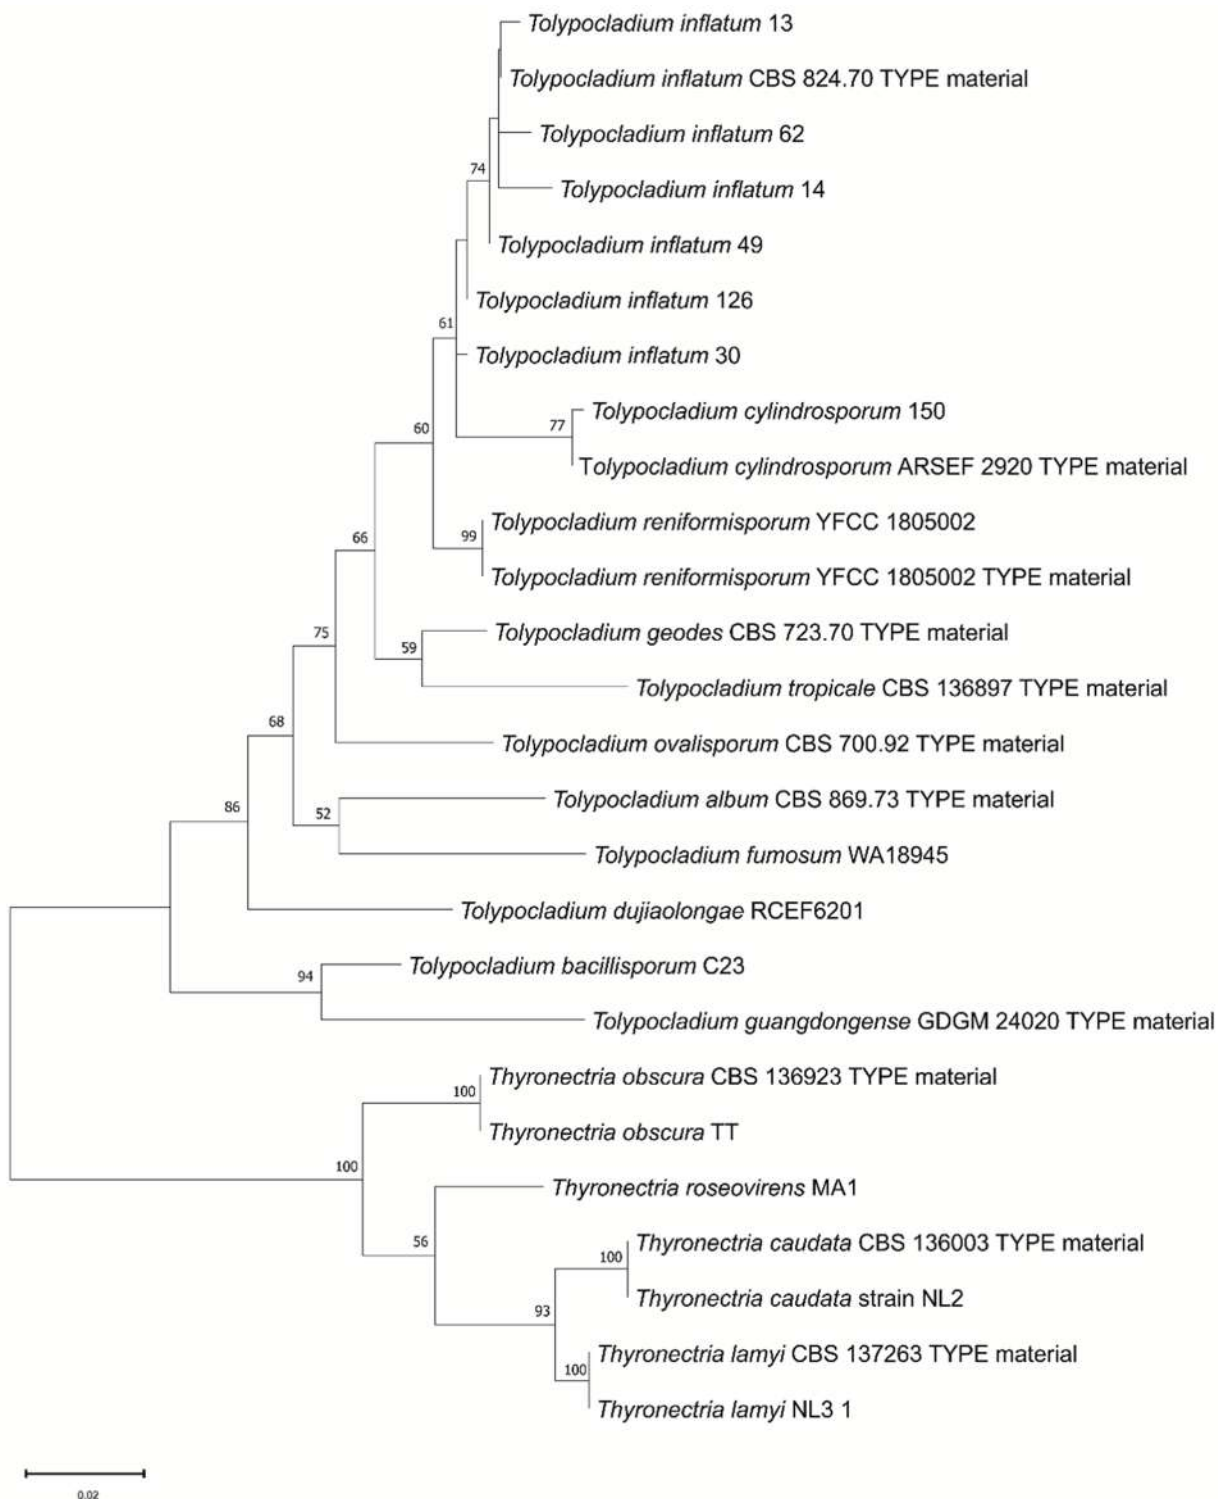 Tolypocladium inflatum 13
Tolypocladium inflatum CBS 824.70 TYPE material
Tolypocladium inflatum 62
74
Tolypocladium inflatum 14
Tolypocladium inflatum 49
Tolypocladium inflatum 126
61
Tolypocladium inflatum 30
Tolypocladium cylindrosporum 150
77
60
Tolypocladium cylindrosporum ARSEF 2920 TYPE material
Tolypocladium reniformisporum YFCC 1805002
99
66
Tolypocladium reniformisporum YFCC 1805002 TYPE material
Tolypocladium geodes CBS 723.70 TYPE material
75
59
Tolypocladium tropicale CBS 136897 TYPE material
68
Tolypocladium ovalisporum CBS 700.92 TYPE material
Tolypocladium album CBS 869.73 TYPE material
86
52
Tolypocladium fumosum WA18945
Tolypocladium dujiaolongae RCEF6201
Tolypocladium bacillisporum C23
94
Tolypocladium guangdongense GDGM 24020 TYPE material
Thyronectria obscura CBS 136923 TYPE material
100
Thyronectria obscura TT
100
Thyronectria roseovirens MA1
56
Thyronectria caudata CBS 136003 TYPE material
100
Thyronectria caudata strain NL2
93
Thyronectria lamyi CBS 137263 TYPE material
100
Thyronectria lamyi NL3 1
0.02